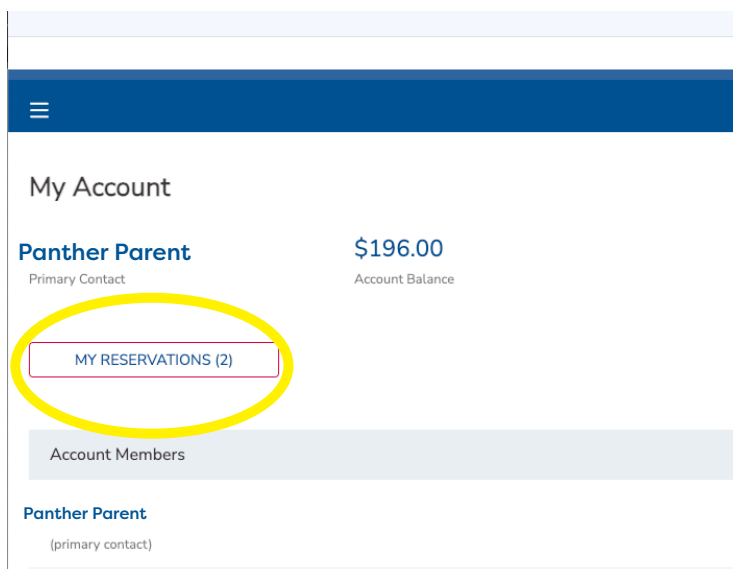 My Account
Panther Parent
$196.00
Primary Contact
Account Balance
MY RESERVATIONS (2)
Account Members
Panther Parent
(primary contact)